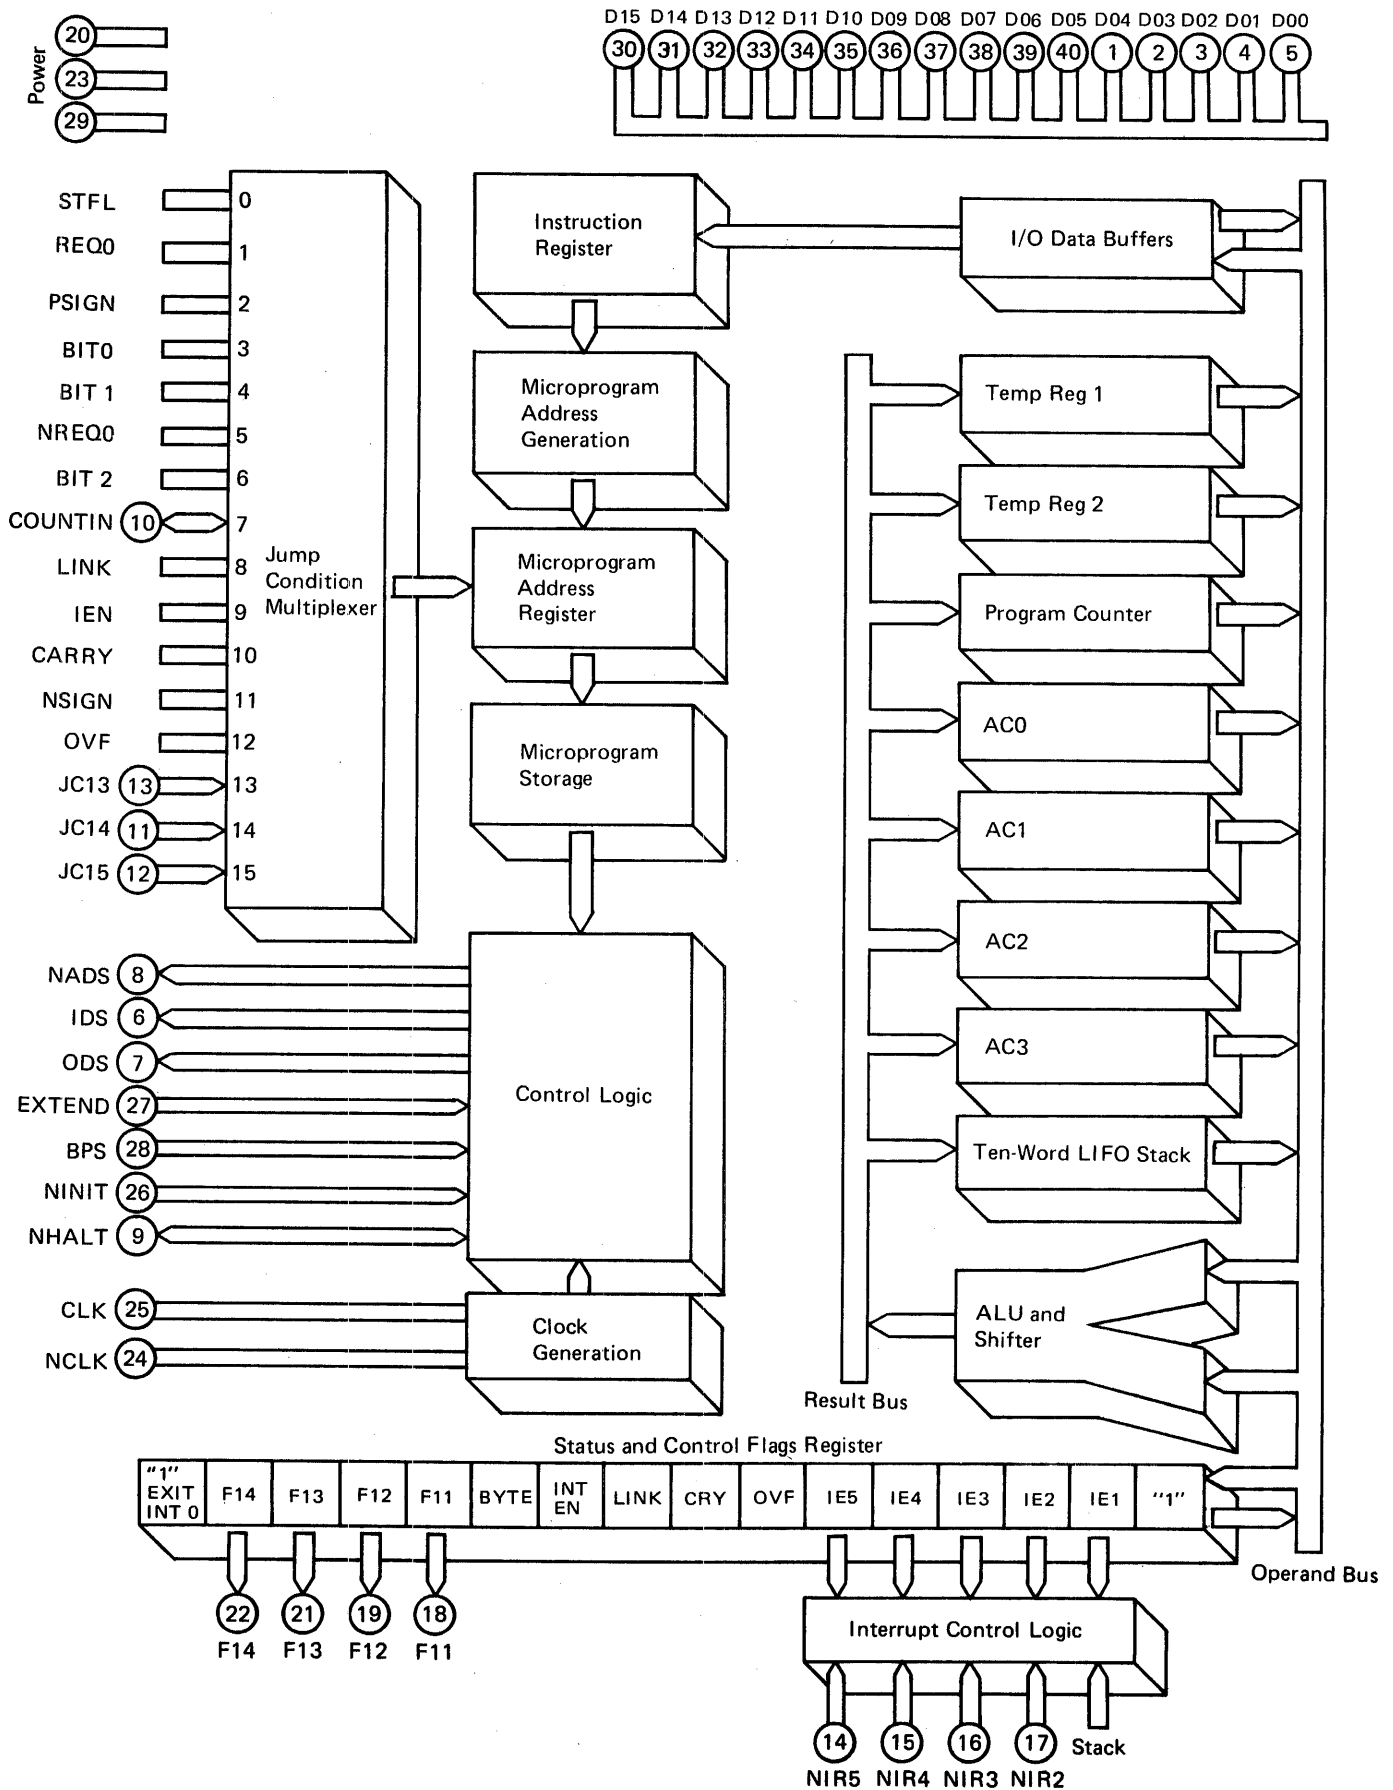 Power
20
23
29
D15 D14 D13 D12 D11 D10 D09 D08 D07 D06 D05 D04 D03 D02 D01 D00
30 31 32 33 34 35 36 37 38 39 40 1 2 3 4 5
STFL 0
REQ0 1
PSIGN 2
BIT0 3
BIT 1 4
NREQ0 5
BIT 2 6
COUNTIN 10 7
LINK 8
IEN 9
CARRY 10
NSIGN 11
OVF 12
JC13 13 13
JC14 11 14
JC15 12 15
Jump
Condition
Multiplexer
Instruction
Register
Microprogram
Address
Generation
Microprogram
Address
Register
Microprogram
Storage
I/O Data Buffers
Temp Reg 1
Temp Reg 2
Program Counter
AC0
AC1
AC2
AC3
Ten-Word LIFO Stack
ALU and
Shifter
Result Bus
NADS 8
IDS 6
ODS 7
EXTEND 27
BPS 28
NINIT 26
NHALT 9
Control Logic
CLK 25
NCLK 24
Clock
Generation
Status and Control Flags Register
"1"
EXIT
INT 0
F14 F13 F12 F11 BYTE
INT
EN
LINK CRY OVF IE5 IE4 IE3 IE2 IE1 "1"
Operand Bus
22 21 19 18
F14 F13 F12 F11
Interrupt Control Logic
14 15 16 17 Stack
NIR5 NIR4 NIR3 NIR2